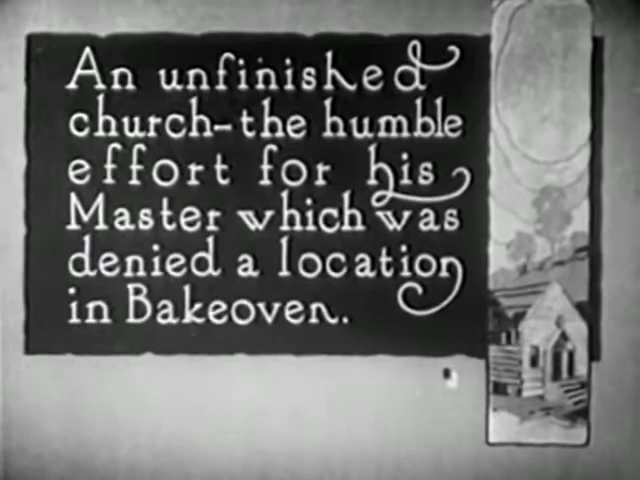 An unfinished
church-the humble
effort for his
Master which was
denied a location
in Bakeoven.